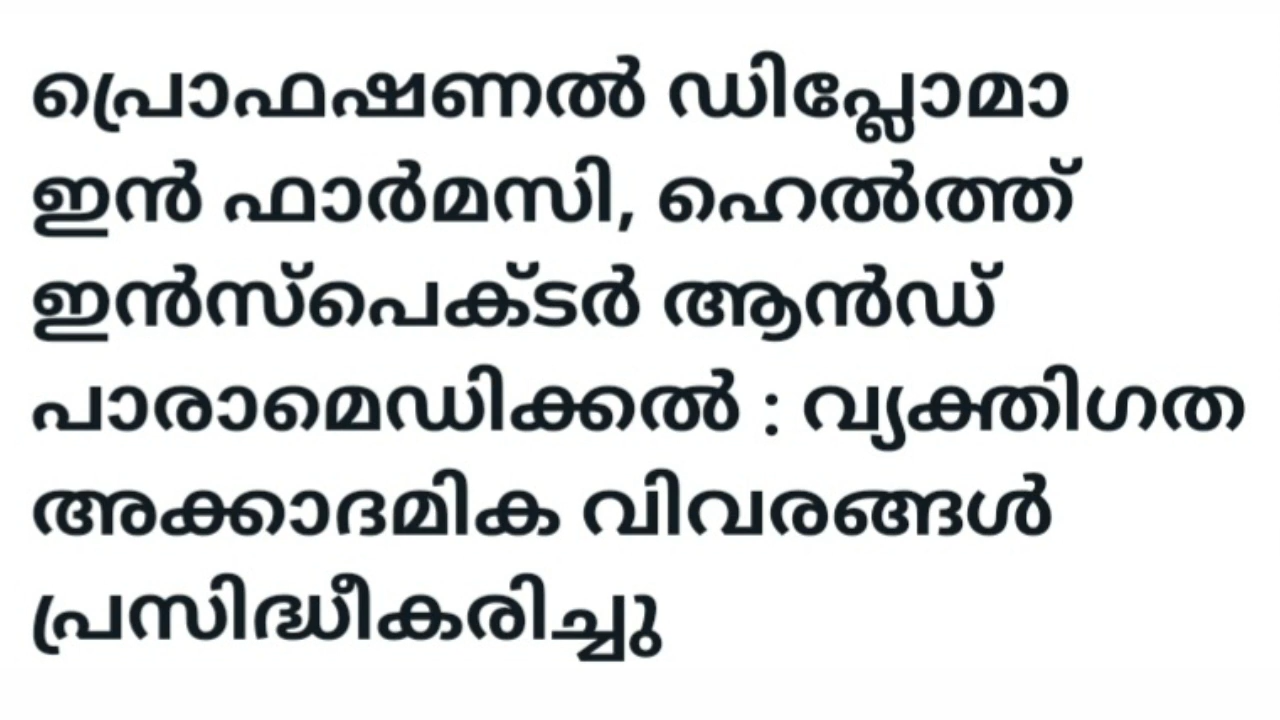 പ്രൊഫഷണൽ ഡിപ്ലോമാ
ഇൻ ഫാർമസി, ഹെൽത്ത്
ഇൻസ്പെക്ടർ ആൻഡ്
പാരാമെഡിക്കൽ : വ്യക്തിഗത
അക്കാദമിക വിവരങ്ങൾ
പ്രസിദ്ധീകരിച്ചു